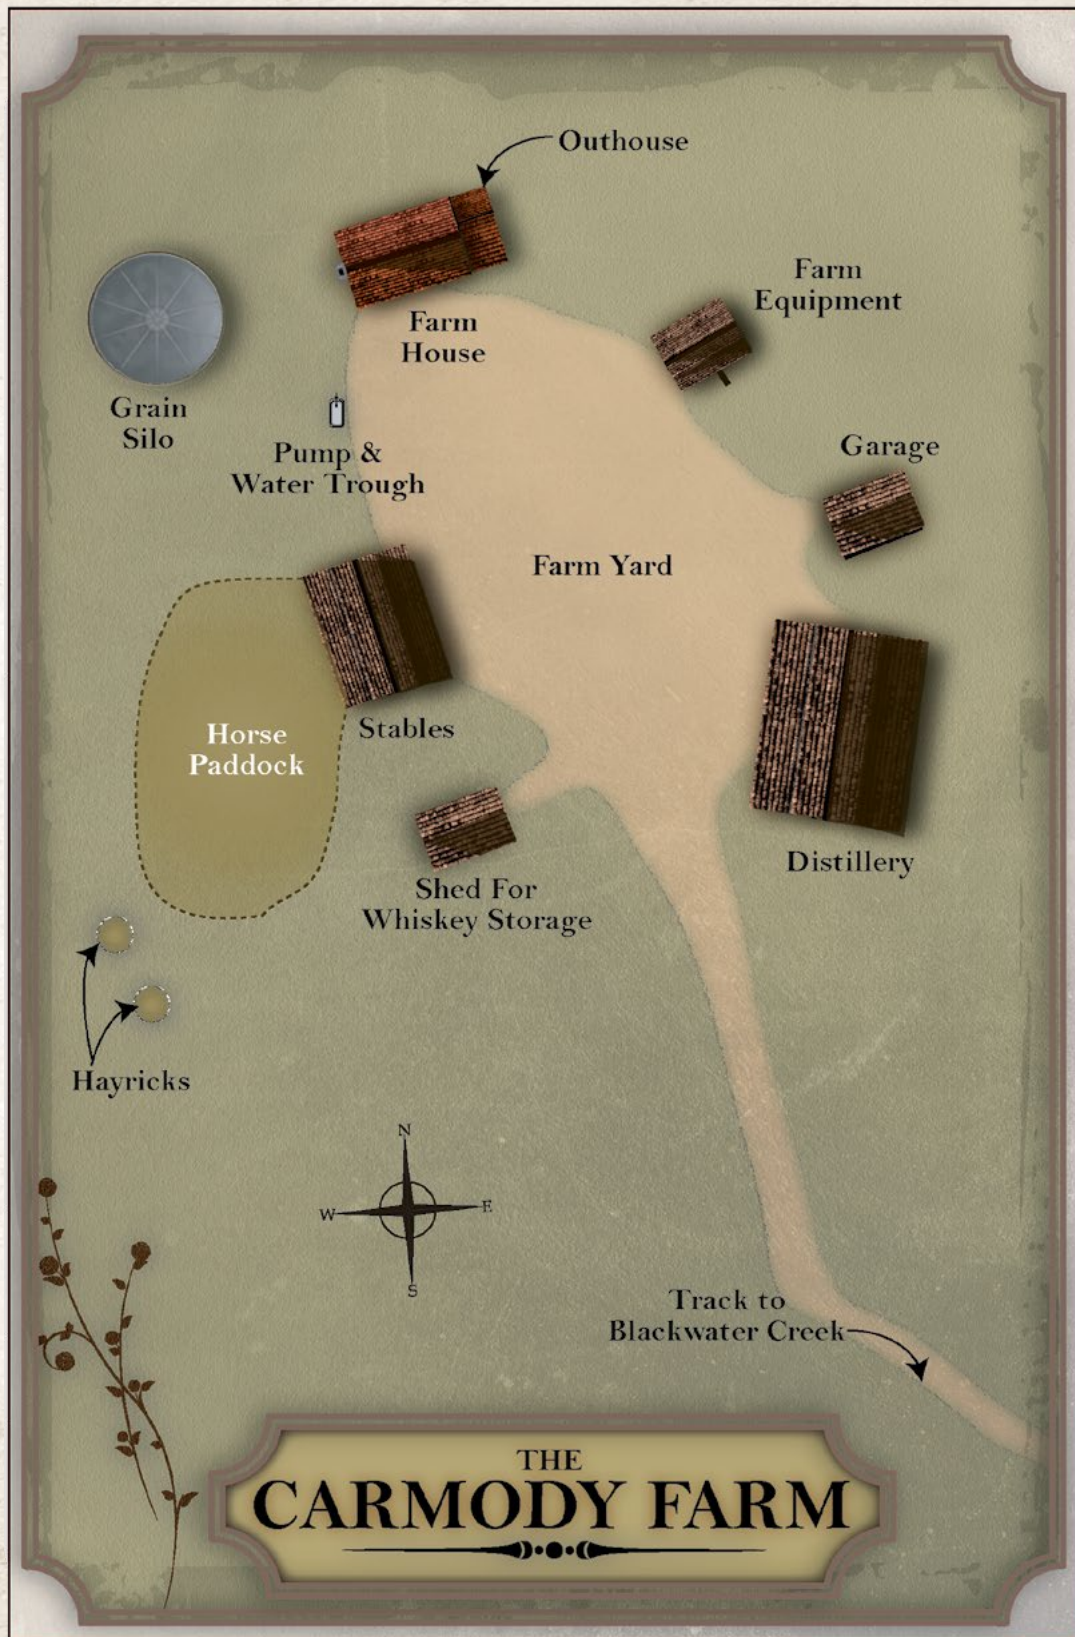 Outhouse
Farm
Equipment
Farm
House
Grain
Silo
Pump &
Water Trough
Garage
Farm Yard
Stables
Horse
Paddock
Distillery
Shed For
Whiskey Storage
Hayricks
N
W
E
S
Track to
Blackwater Creek
THE
CARMODY FARM